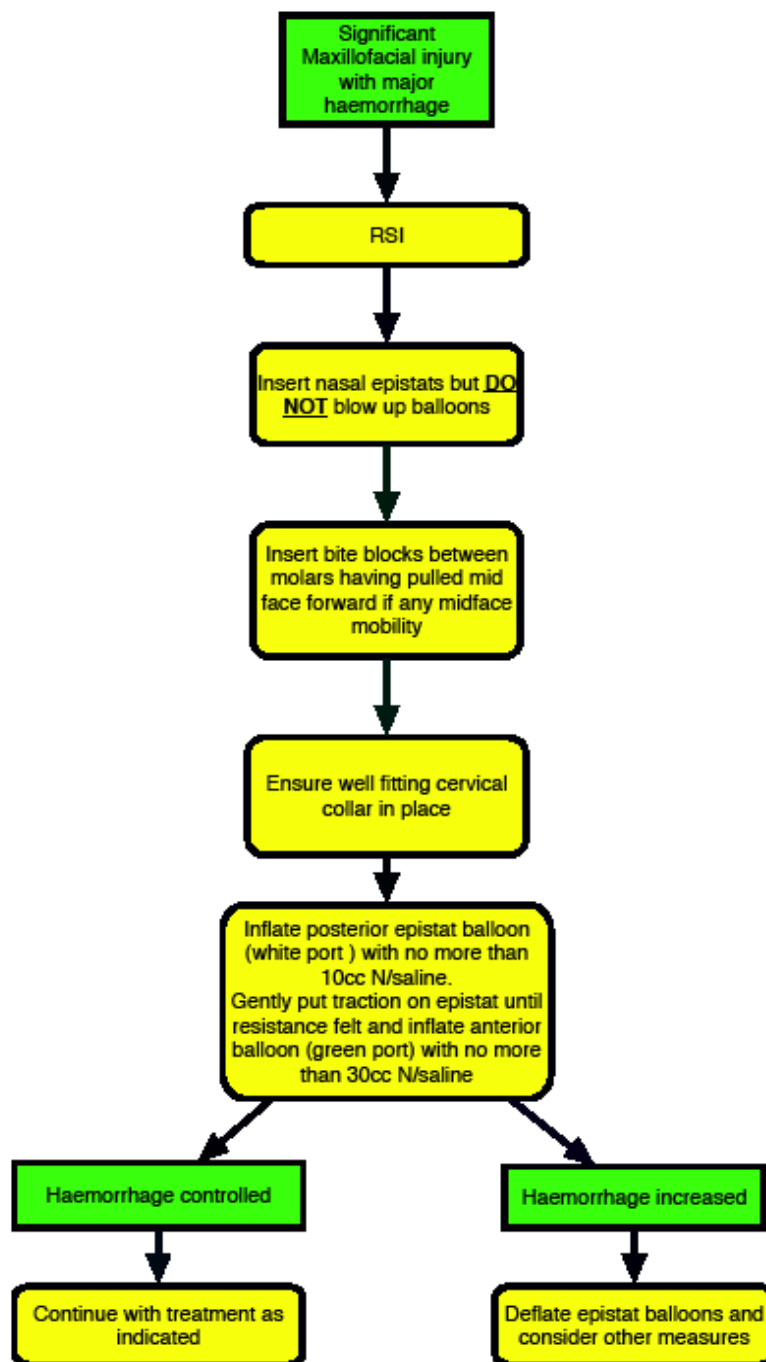 Significant
Maxillofacial injury
with major
haemorrhage
RSI
Insert nasal epistats but DO
NOT blow up balloons
Insert bite blocks between
molars having pulled mid
face forward if any midface
mobility
Ensure well fitting cervical
collar in place
Inflate posterior epistat balloon
(white port ) with no more than
10cc N/saline.
Gently put traction on epistat until
resistance felt and inflate anterior
balloon (green port) with no more
than 30cc N/saline
Haemorrhage controlled
Haemorrhage increased
Continue with treatment as
indicated
Deflate epistat balloons and
consider other measures